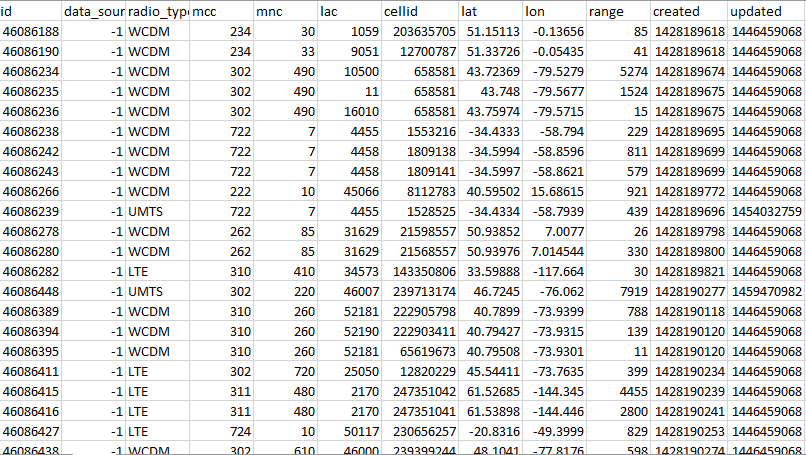 id data_sour radio_type mcc mnc lac cellid lat lon range created updated
46086188 -1 WCDM 234 30 1059 203635705 51.15113 -0.13656 85 1428189618 1446459068
46086190 -1 WCDM 234 33 9051 12700787 51.33726 -0.05435 41 1428189618 1446459068
46086234 -1 WCDM 302 490 10500 658581 43.72369 -79.5279 5274 1428189674 1446459068
46086235 -1 WCDM 302 490 11 658581 43.748 -79.5677 1524 1428189675 1446459068
46086236 -1 WCDM 302 490 16010 658581 43.75974 -79.5715 15 1428189675 1446459068
46086238 -1 WCDM 722 7 4455 1553216 -34.4333 -58.794 229 1428189695 1446459068
46086242 -1 WCDM 722 7 4458 1809138 -34.5994 -58.8596 811 1428189699 1446459068
46086243 -1 WCDM 722 7 4458 1809141 -34.5997 -58.8621 579 1428189699 1446459068
46086266 -1 WCDM 222 10 45066 8112783 40.59502 15.68615 921 1428189772 1446459068
46086239 -1 UMTS 722 7 4455 1528525 -34.4334 -58.7939 439 1428189696 1454032759
46086278 -1 WCDM 262 85 31629 21598557 50.93852 7.0077 26 1428189798 1446459068
46086280 -1 WCDM 262 85 31629 21568557 50.93976 7.014544 330 1428189800 1446459068
46086282 -1 LTE 310 410 34573 143350806 33.59888 -117.664 30 1428189821 1446459068
46086448 -1 UMTS 302 220 46007 239713174 46.7245 -76.062 7919 1428190277 1459470982
46086389 -1 WCDM 310 260 52181 222905798 40.7899 -73.9399 788 1428190118 1446459068
46086394 -1 WCDM 310 260 52190 222903411 40.79427 -73.9315 139 1428190120 1446459068
46086395 -1 WCDM 310 260 52181 65619673 40.79508 -73.9301 11 1428190120 1446459068
46086411 -1 LTE 302 720 25050 12820229 45.54411 -73.7635 399 1428190234 1446459068
46086415 -1 LTE 311 480 2170 247351042 61.52685 -144.345 4455 1428190239 1446459068
46086416 -1 LTE 311 480 2170 247351041 61.53898 -144.446 2800 1428190241 1446459068
46086427 -1 LTE 724 10 50117 230656257 -20.8316 -49.3999 829 1428190253 1446459068
46086438 -1 WCDM 302 610 46000 239399244 48.1041 -77.8176 598 1428190274 1446459068